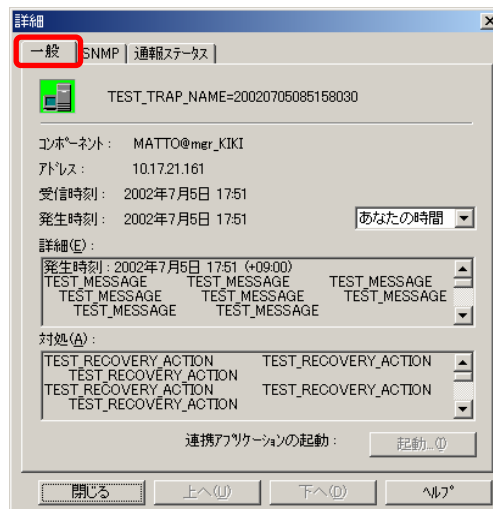 詳細
一般 SNMP 通報ステータス
TEST_TRAP_NAME=20020705085158030
コンポーネント: MATTO@mgr_KIKI
アドレス: 10.17.21.161
受信時刻: 2002年7月5日 17:51
発生時刻: 2002年7月5日 17:51 あなたの時間
詳細(E):
発生時刻:2002年7月5日 17:51 (+09:00)
TEST_MESSAGE TEST_MESSAGE TEST_MESSAGE
TEST_MESSAGE TEST_MESSAGE TEST_MESSAGE
TEST_MESSAGE TEST_MESSAGE
対処(A):
TEST_RECOVERY_ACTION TEST_RECOVERY_ACTION
TEST_RECOVERY_ACTION
TEST_RECOVERY_ACTION TEST_RECOVERY_ACTION
TEST_RECOVERY_ACTION
連携アプリケーションの起動: 起動...(I)
閉じる 上へ(U) 下へ(D) ヘルプ